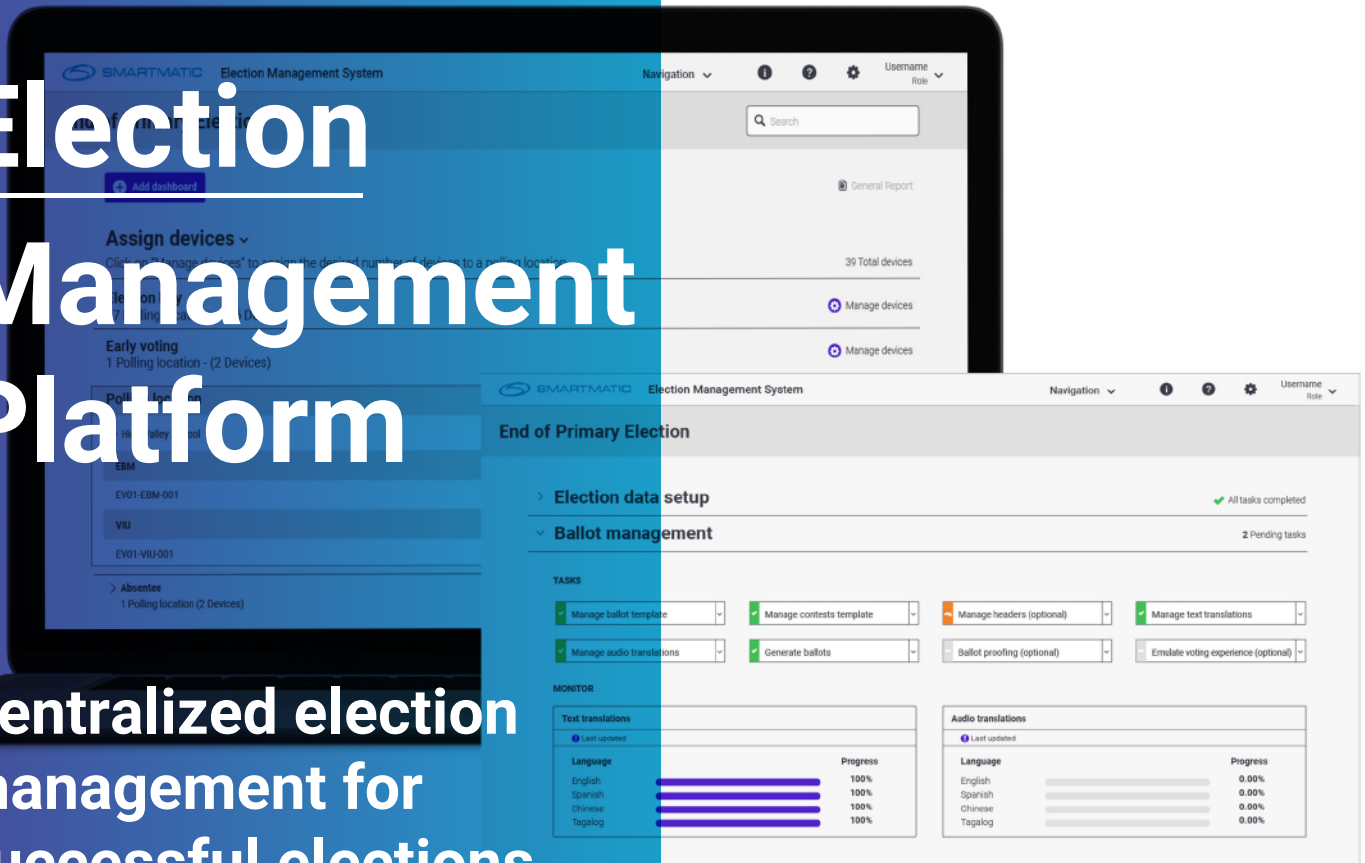 SMARTMATIC Election Management System Navigation Username
Role
Search
Election
Add dashboard General Report
Assign devices
39 Total devices
Management
Manage devices
Early voting Manage devices
1 Polling location - (2 Devices)
Platform
EBM
EV01-EBM-001
VIU
EV01-VIU-001
Absentee
1 Polling location (2 Devices)
SMARTMATIC Election Management System Navigation Username
Role
End of Primary Election
Election data setup All tasks completed
Ballot management 2 Pending tasks
TASKS
Manage ballot template Manage contests template Manage headers (optional) Manage text translations
Manage audio translations Generate ballots Ballot proofing (optional) Emulate voting experience (optional)
MONITOR
Text translations Audio translations
Last updated Last updated
Language Progress Language Progress
English 100% English 0.00%
Spanish 100% Spanish 0.00%
Chinese 100% Chinese 0.00%
Tagalog 100% Tagalog 0.00%
entralized election
anagement for
uccessful elections